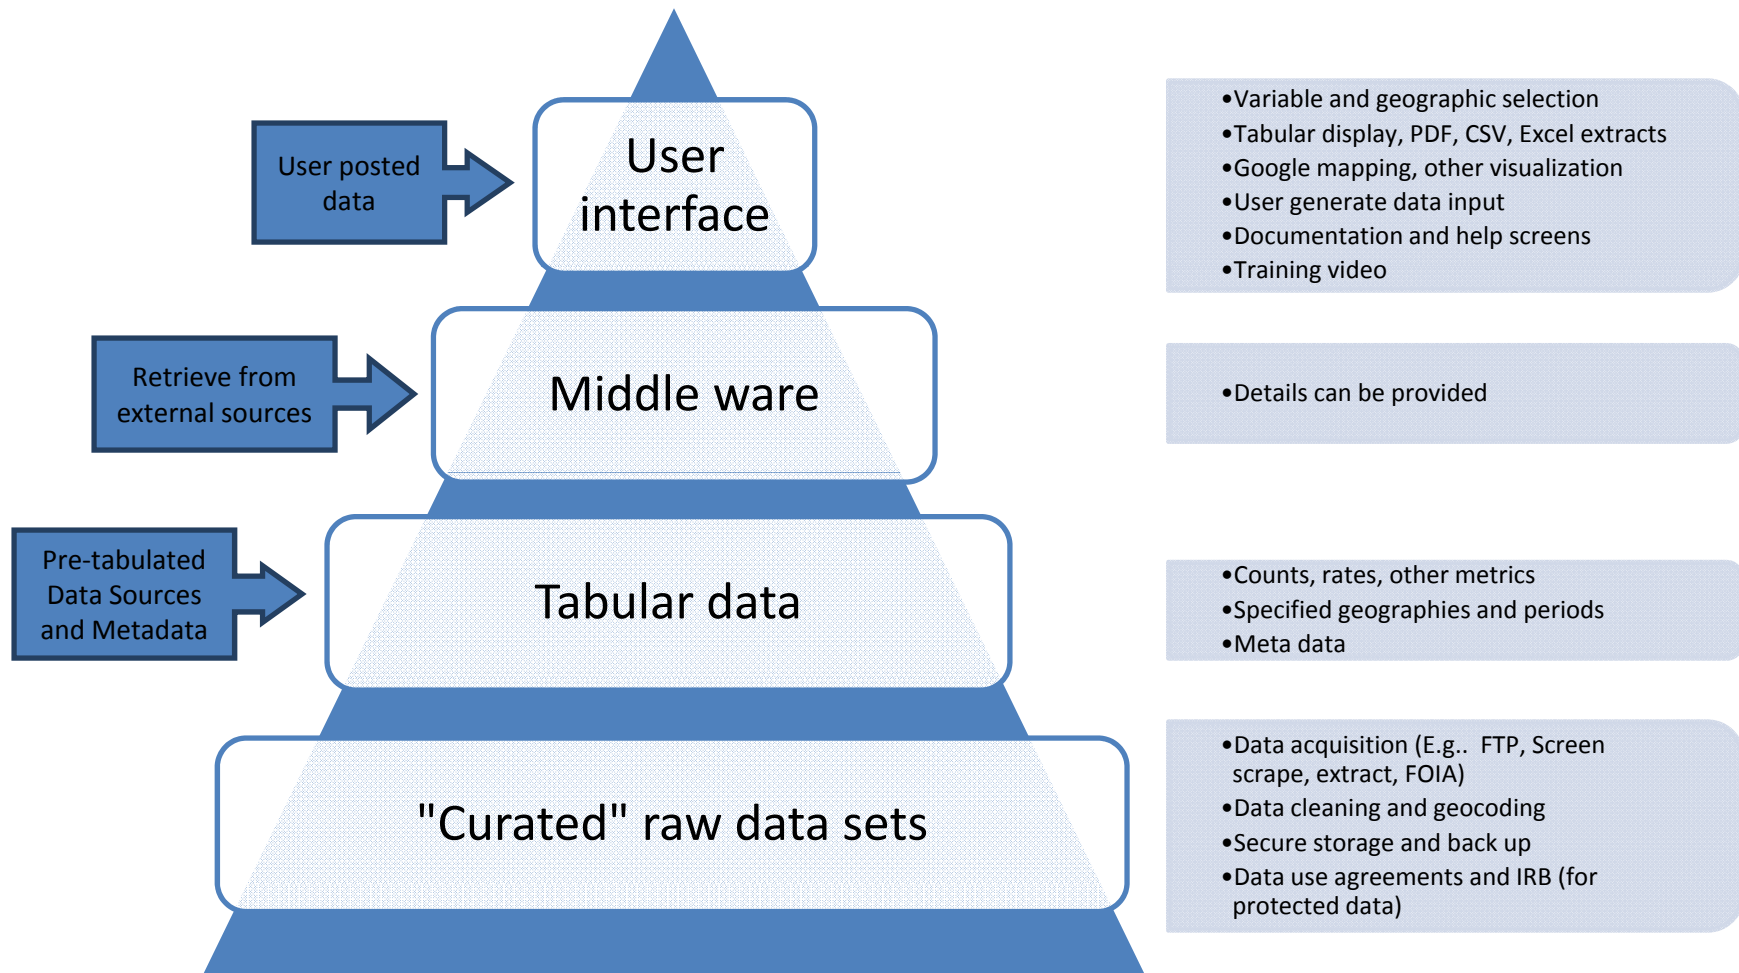 User posted
data
User
interface
•Variable and geographic selection
•Tabular display, PDF, CSV, Excel extracts
•Google mapping, other visualization
•User generate data input
•Documentation and help screens
•Training video
Retrieve from
external sources
Middle ware
•Details can be provided
Pre-tabulated
Data Sources
and Metadata
Tabular data
•Counts, rates, other metrics
•Specified geographies and periods
•Meta data
"Curated" raw data sets
•Data acquisition (E.g.. FTP, Screen
scrape, extract, FOIA)
•Data cleaning and geocoding
•Secure storage and back up
•Data use agreements and IRB (for
protected data)